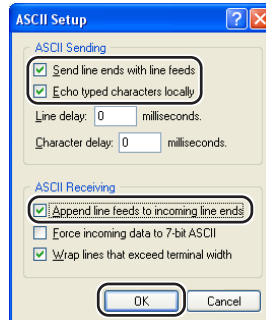 ASCII Setup
ASCII Sending
Send line ends with line feeds
Echo typed characters locally
Line delay: 0 milliseconds.
Character delay: 0 milliseconds.
ASCII Receiving
Append line feeds to incoming line ends
Force incoming data to 7-bit ASCII
Wrap lines that exceed terminal width
OK Cancel